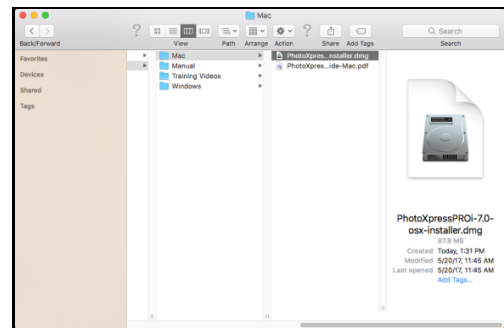 Mac
Search
Back/Forward View Path Arrange Action Share Add Tags Search
Favorites
Devices
Shared
Tags
Mac
Manual
Training Videos
Windows
PhotoXpres...nstaller.dmg
PhotoXpres...ide-Mac.pdf
PhotoXpressPROi-7.0-
osx-installer.dmg
87.8 MB
Created Today, 1:31 PM
Modified 5/20/17, 11:45 AM
Last opened 5/20/17, 11:45 AM
Add Tags...